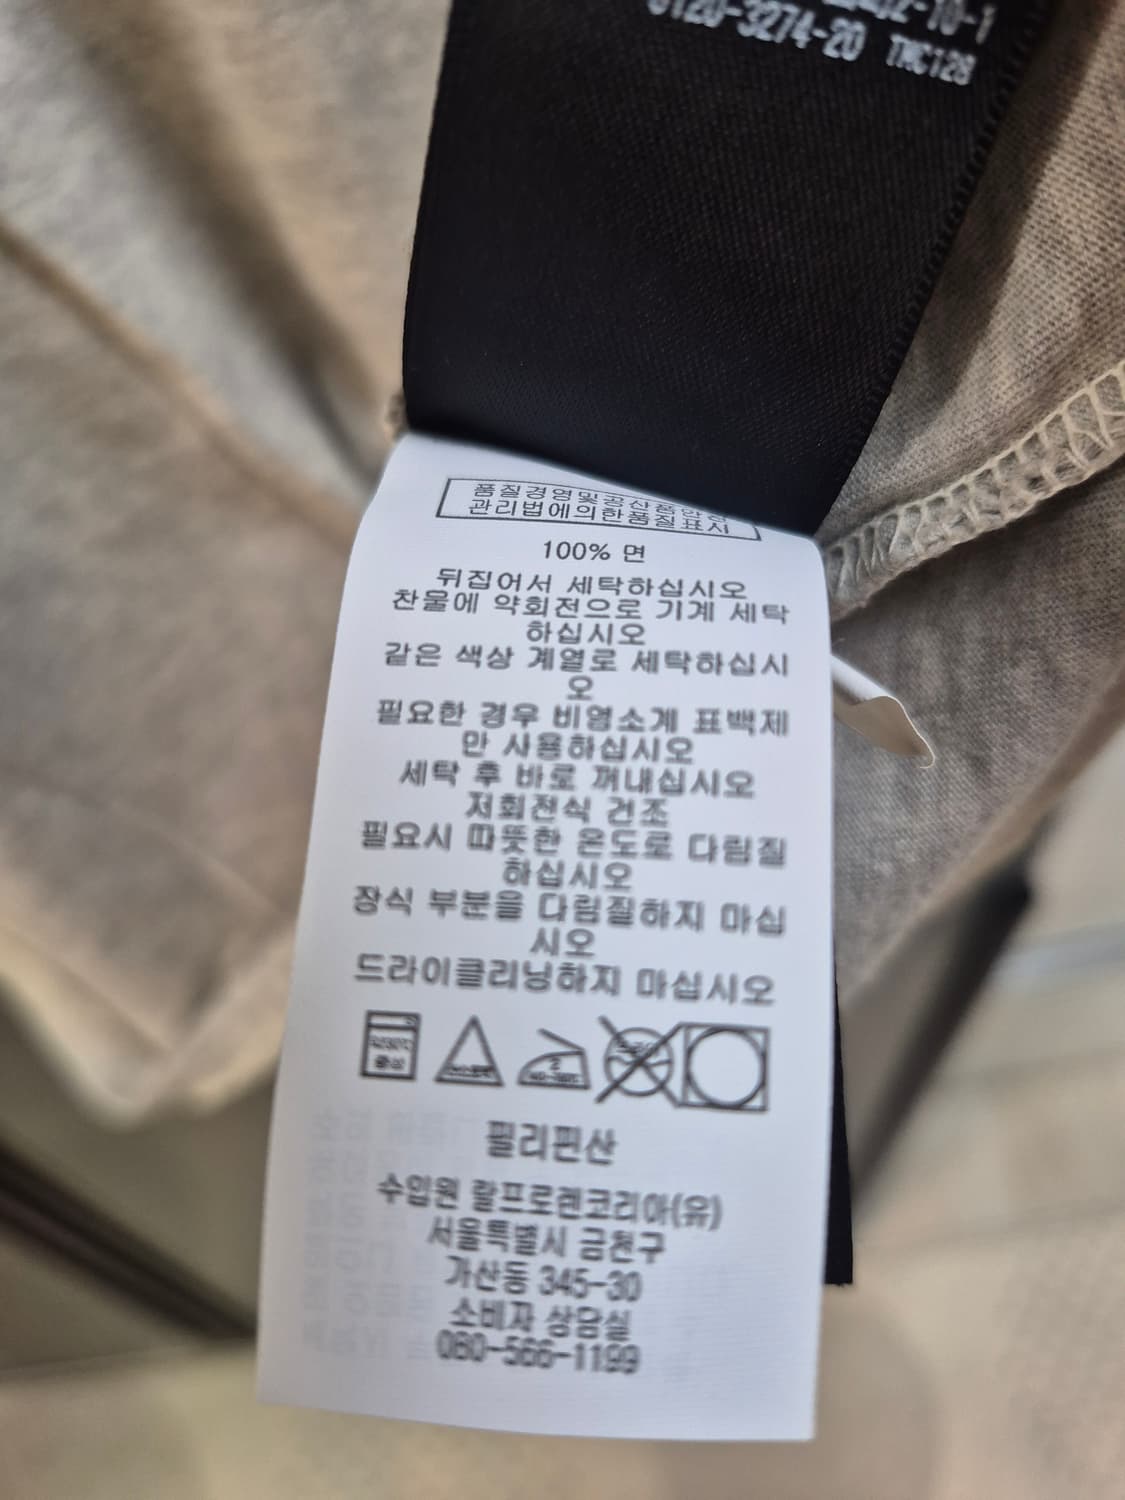 3274-20 TMC128
품질경영및공산품안전
관리법에의한품질표시
100% 면
뒤집어서 세탁하십시오
찬물에 약회전으로 기계 세탁
하십시오
같은 색상 계열로 세탁하십시
오
필요한 경우 비염소계 표백제
만 사용하십시오
세탁 후 바로 꺼내십시오
저회전식 건조
필요시 따뜻한 온도로 다림질
하십시오
장식 부분을 다림질하지 마십
시오
드라이클리닝하지 마십시오
필리핀산
수입원 랄프로렌코리아(유)
서울특별시 금천구
가산동 345-30
소비자 상담실
080-566-1199